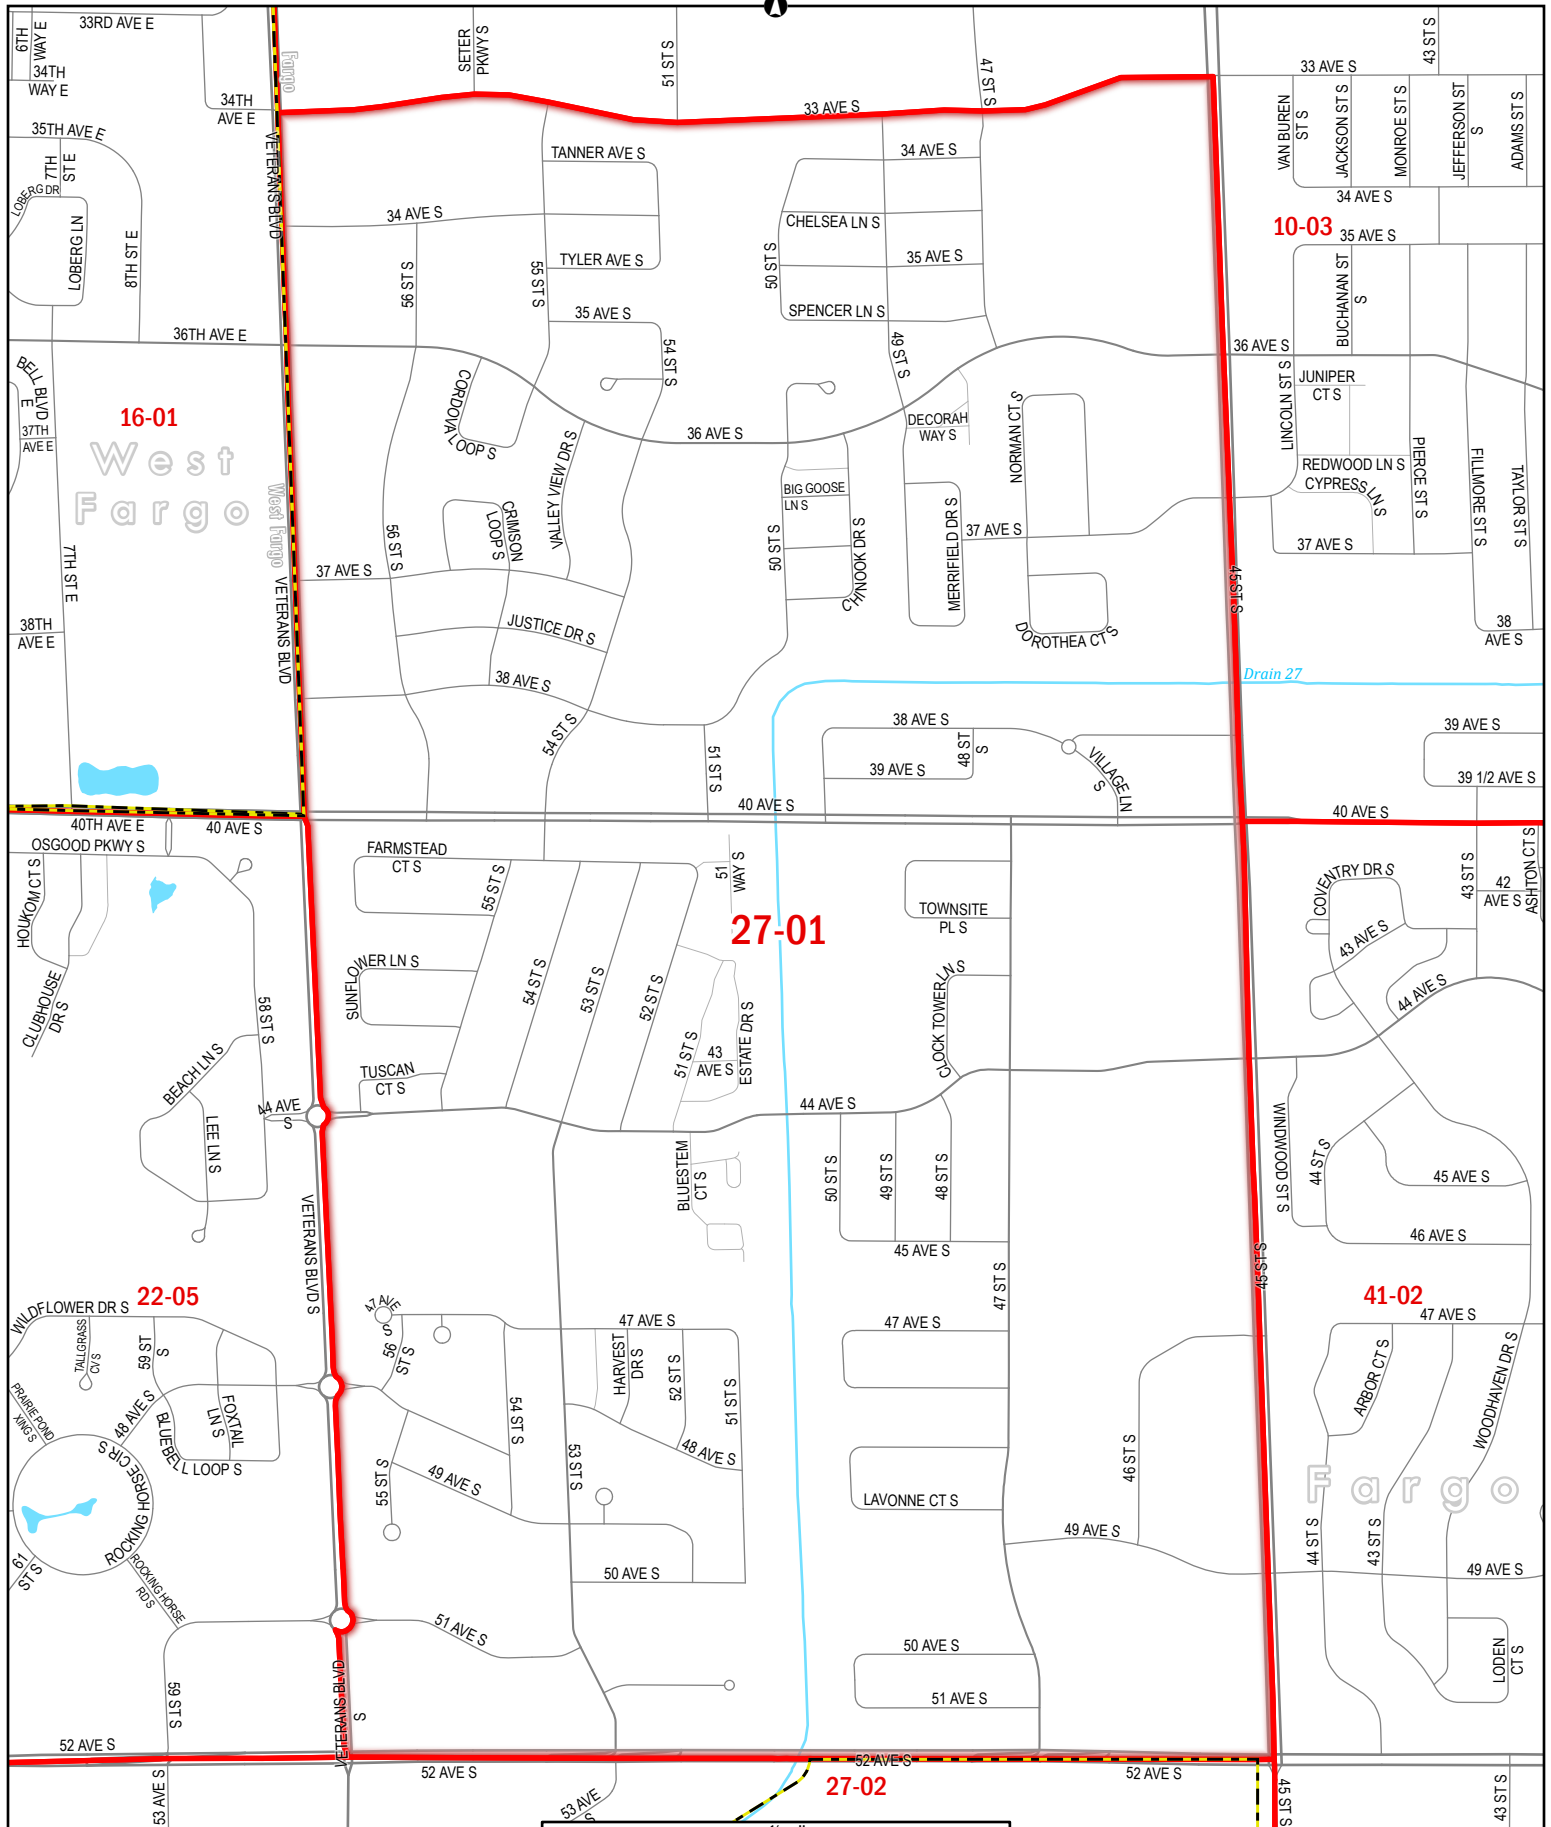 33RD AVE E
6TH
WAY E
34TH
WAY E
34TH
AVE E
35TH AVE E
7TH
ST E
LOBERG DR
LOBERG LN
8TH ST E
36TH AVE E
BELL BLVD
E
37TH
AVE E
16-01
West
Fargo
7TH ST E
38TH
AVE E
Fargo
VETERANS BLVD
West Fargo
VETERANS BLVD
SETER
PKWY S
51 ST S
47 ST S
33 AVE S
TANNER AVE S
34 AVE S
34 AVE S
CHELSEA LN S
TYLER AVE S
35 AVE S
56 ST S
55 ST S
50 ST S
35 AVE S
SPENCER LN S
54 ST S
49 ST S
CORDOVA LOOP S
36 AVE S
DECORAH
WAY S
NORMAN CT S
VALLEY VIEW DR S
CRIMSON
LOOP S
BIG GOOSE
LN S
56 ST S
50 ST S
CHINOOK DR S
MERRIFIELD DR S
37 AVE S
37 AVE S
JUSTICE DR S
DOROTHEA CT S
38 AVE S
54 ST S
51 ST S
38 AVE S
48 ST
S
39 AVE S
VILLAGE LN
S
40 AVE S
33 AVE S
43 ST S
VAN BUREN
ST S
JACKSON ST S
MONROE ST S
JEFFERSON ST
S
ADAMS ST S
34 AVE S
10-03
35 AVE S
BUCHANAN ST
S
36 AVE S
LINCOLN ST S
JUNIPER
CT S
REDWOOD LN S
CYPRESS LN S
PIERCE ST S
FILLMORE ST S
TAYLOR ST S
37 AVE S
45 ST S
38
AVE S
Drain 27
39 AVE S
39 1/2 AVE S
40 AVE S
40TH AVE E
40 AVE S
OSGOOD PKWY S
HOUKOM CT S
CLUBHOUSE
DR S
58 ST S
BEACH LN S
LEE LN S
44 AVE
S
VETERANS BLVD S
FARMSTEAD
CT S
55 ST S
51
WAY S
27-01
TOWNSITE
PL S
SUNFLOWER LN S
54 ST S
53 ST S
52 ST S
CLOCK TOWER LN S
51 ST S
43
AVE S
ESTATE DR S
TUSCAN
CT S
44 AVE S
BLUESTEM
CT S
50 ST S
49 ST S
48 ST S
45 AVE S
47 ST S
COVENTRY DR S
43 ST S
42
AVE S
ASHTON CT S
43 AVE S
44 AVE S
WINDWOOD ST S
44 ST S
45 AVE S
46 AVE S
45 ST S
22-05
WILDFLOWER DR S
TALLGRASS
CV S
59 ST
S
PRAIRIE POND
XING S
48 AVE S
FOXTAIL
LN S
BLUEBELL LOOP S
ROCKING HORSE CIR S
61
ST S
ROCKING HORSE
RD S
59 ST S
47 AVE
S
56
ST S
47 AVE S
HARVEST
DR S
52 ST S
51 ST S
54 ST S
53 ST S
48 AVE S
55 ST S
49 AVE S
50 AVE S
51 AVE S
VETERANS BLVD
S
47 AVE S
LAVONNE CT S
46 ST S
49 AVE S
50 AVE S
51 AVE S
41-02
47 AVE S
ARBOR CT S
WOODHAVEN DR S
Fargo
44 ST S
43 ST S
49 AVE S
LODEN
CT S
52 AVE S
52 AVE S
52 AVE S
52 AVE S
53 AVE S
53 AVE
S
27-02
45 ST S
43 ST S